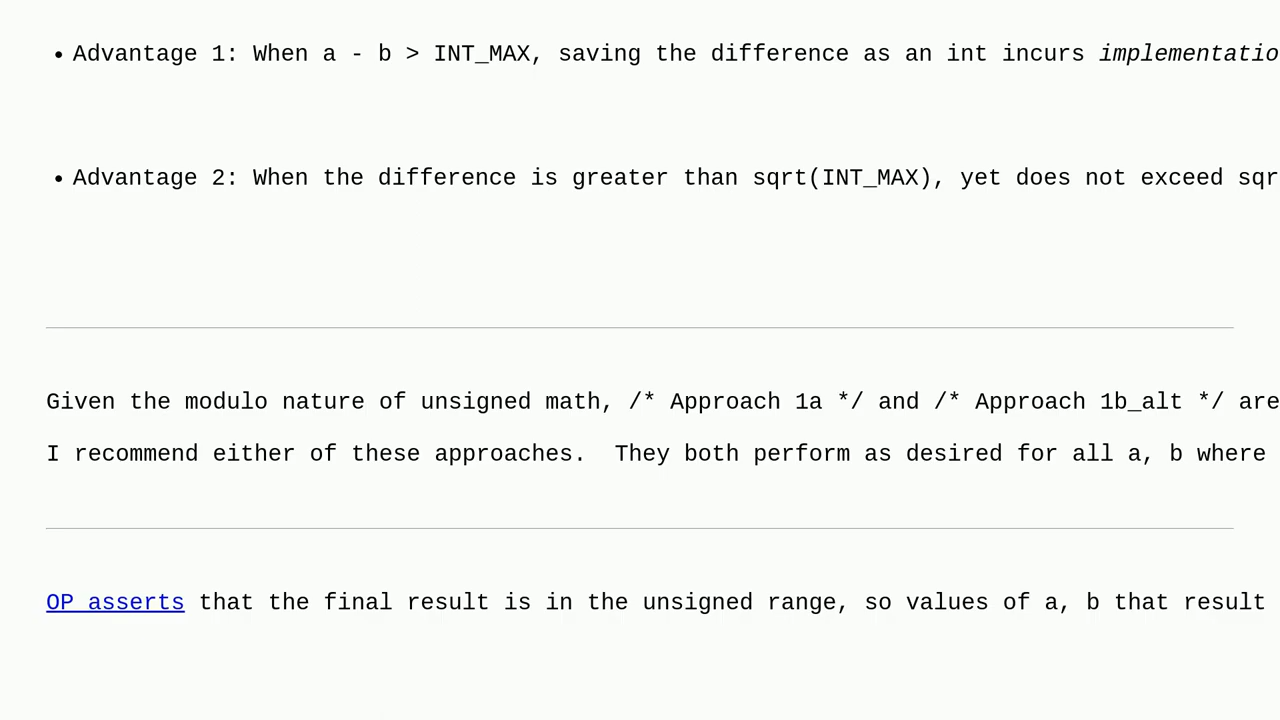 • Advantage 1: When a - b > INT_MAX, saving the difference as an int incurs implementatio
• Advantage 2: When the difference is greater than sqrt(INT_MAX), yet does not exceed sqr
Given the modulo nature of unsigned math, /* Approach 1a */ and /* Approach 1b_alt */ are
I recommend either of these approaches.  They both perform as desired for all a, b where
OP asserts that the final result is in the unsigned range, so values of a, b that result